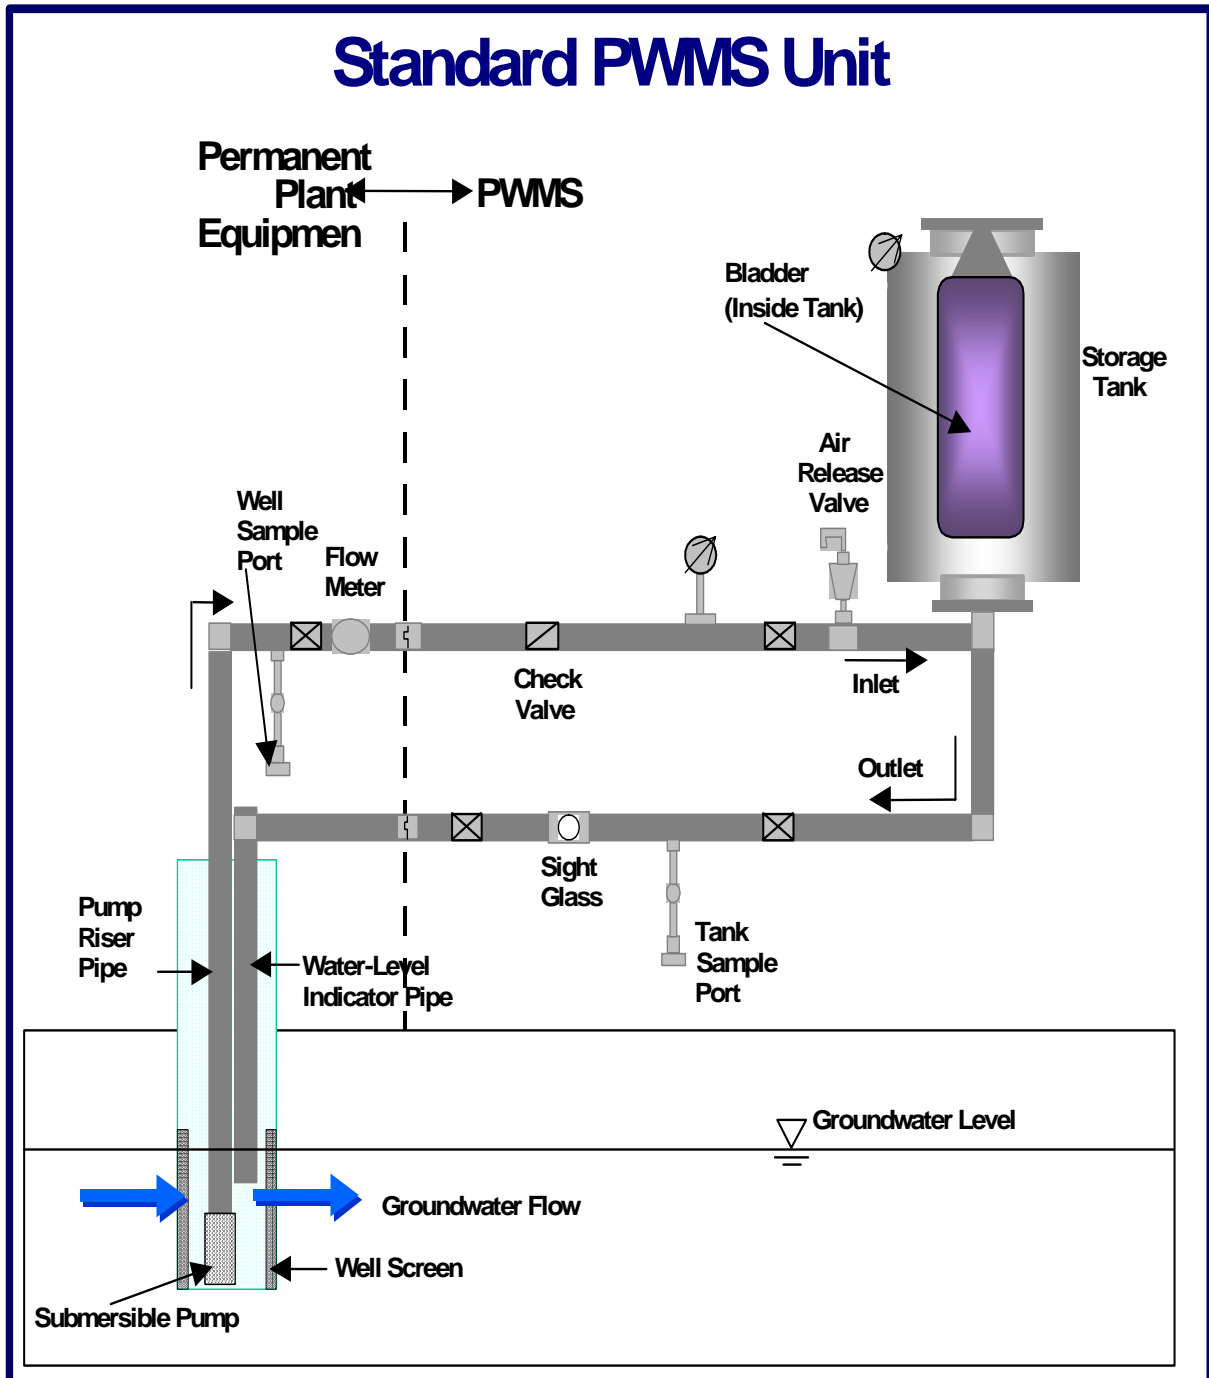 Standard PWMS Unit
Permanent
Plant
Equipmen
PWMS
Bladder
(Inside Tank)
Storage
Tank
Air
Release
Valve
Well
Sample
Port
Flow
Meter
Check
Valve
Inlet
Outlet
Sight
Glass
Tank
Sample
Port
Pump
Riser
Pipe
Water-Level
Indicator Pipe
Groundwater Level
Groundwater Flow
Well Screen
Submersible Pump